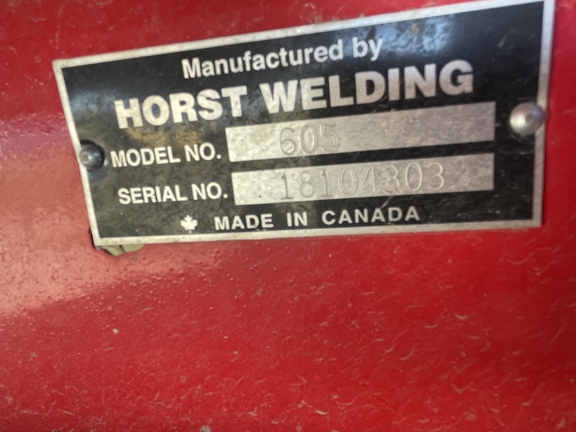 Manufactured by
HORST WELDING
MODEL NO. 605
SERIAL NO. 18104303
MADE IN CANADA